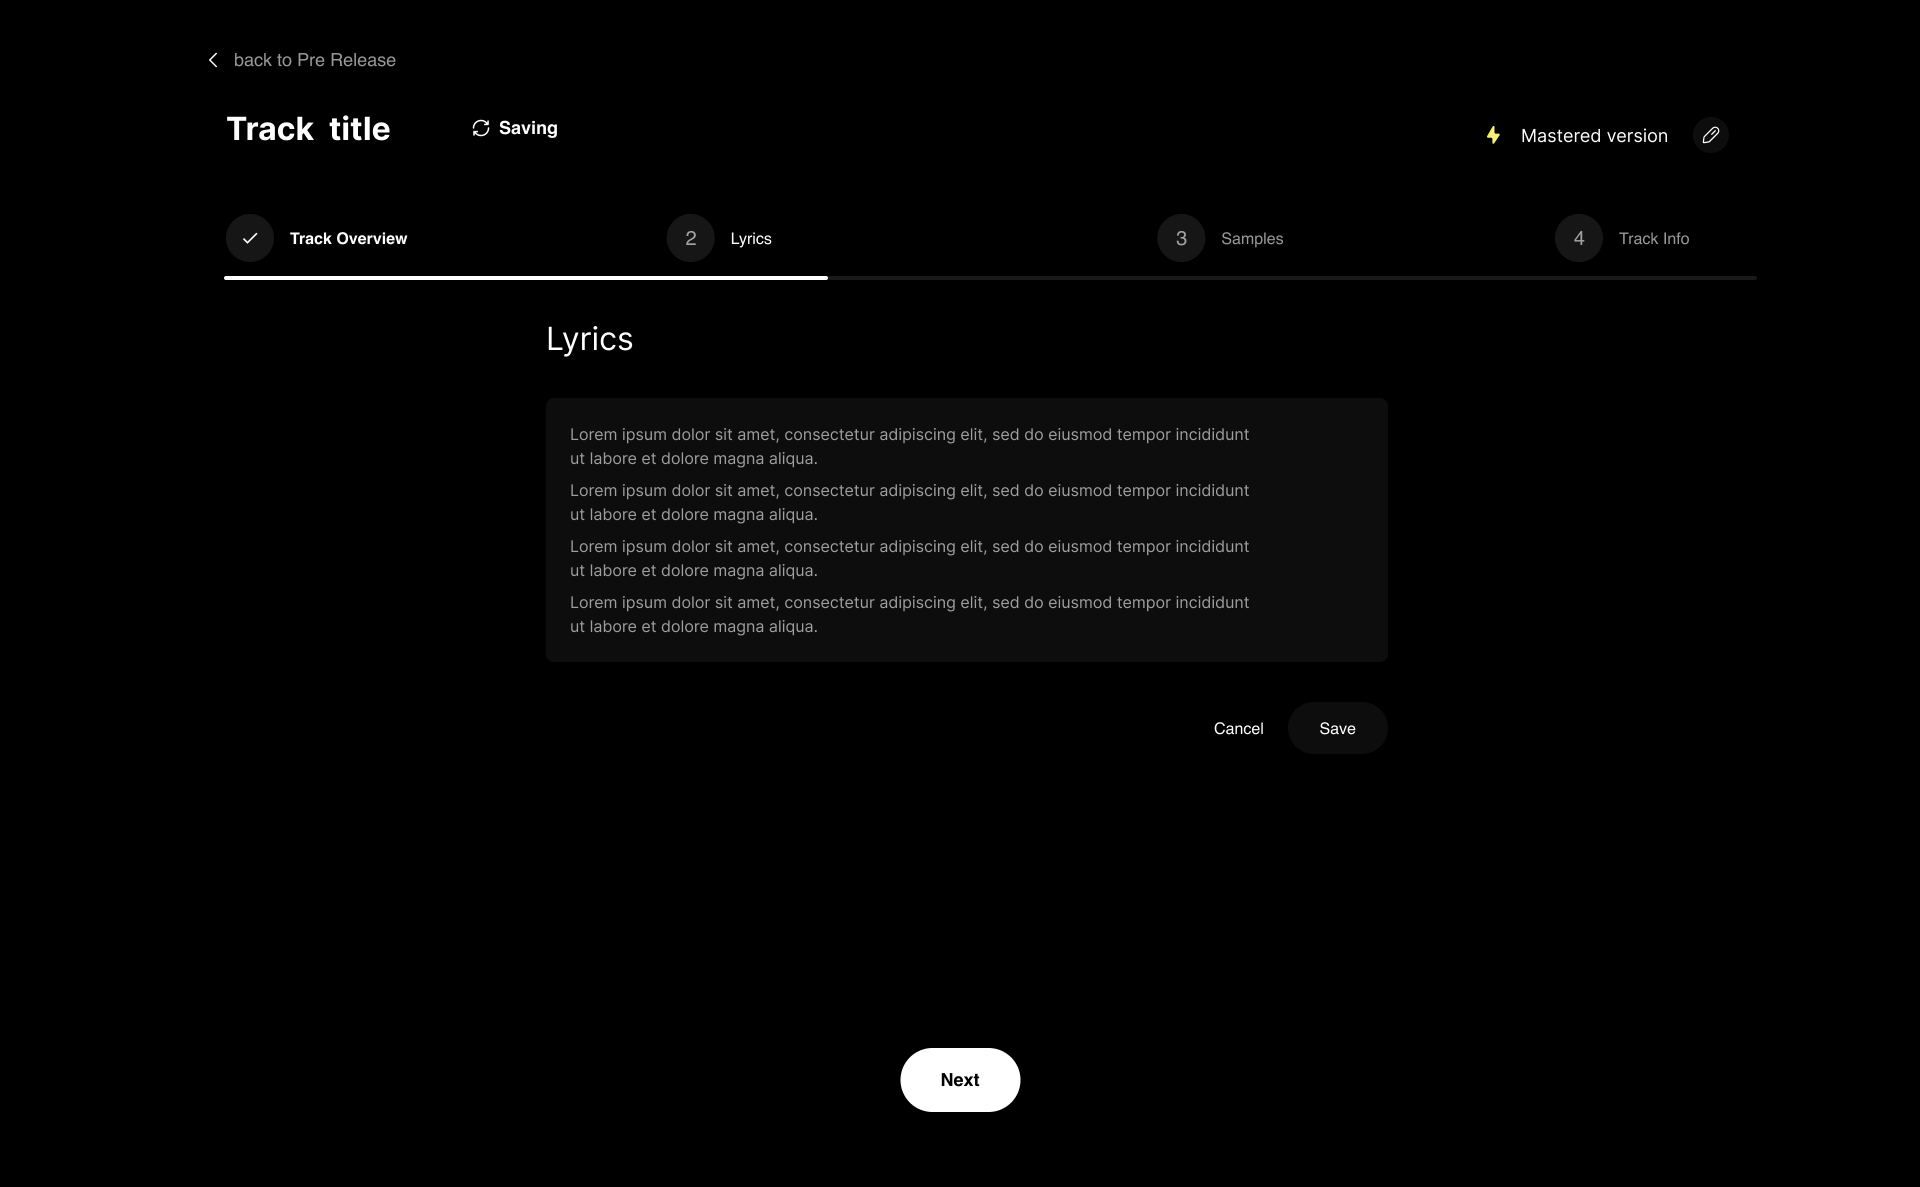 back to Pre Release
Track title
Saving
Mastered version
Track Overview
2 Lyrics
3 Samples
4 Track Info
Lyrics
Lorem ipsum dolor sit amet, consectetur adipiscing elit, sed do eiusmod tempor incididunt
ut labore et dolore magna aliqua.
Lorem ipsum dolor sit amet, consectetur adipiscing elit, sed do eiusmod tempor incididunt
ut labore et dolore magna aliqua.
Lorem ipsum dolor sit amet, consectetur adipiscing elit, sed do eiusmod tempor incididunt
ut labore et dolore magna aliqua.
Lorem ipsum dolor sit amet, consectetur adipiscing elit, sed do eiusmod tempor incididunt
ut labore et dolore magna aliqua.
Cancel
Save
Next